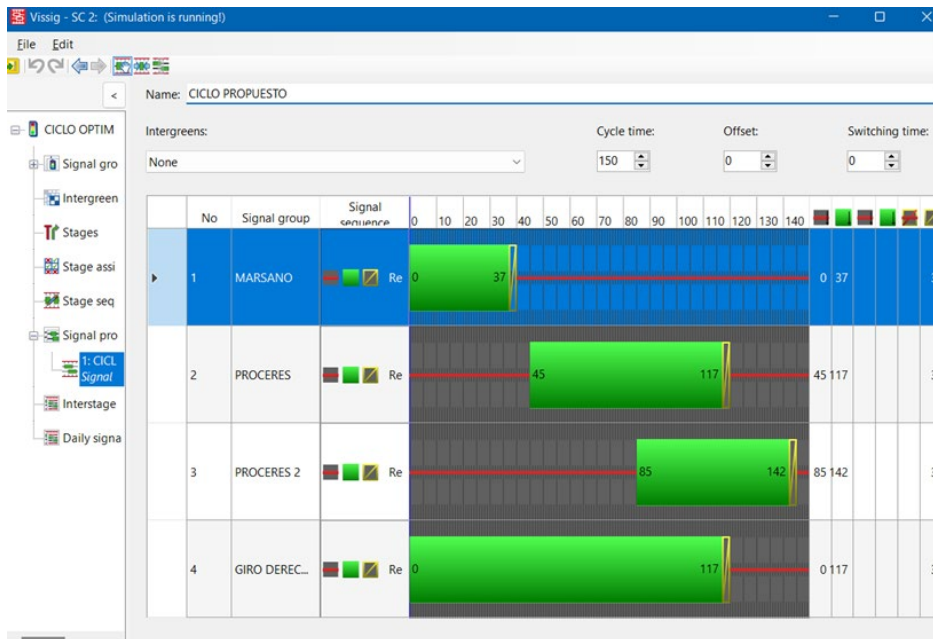 Vissig - SC 2: (Simulation is running!)
File Edit
Name: CICLO PROPUESTO
CICLO OPTIM
Intergreens: Cycle time: Offset: Switching time:
Signal gro
None 150 0 0
Intergreen
No Signal group Signal sequence 0 10 20 30 40 50 60 70 80 90 100 110 120 130 140
Stages
Stage assi
1 MARSANO Re 0 37 0 37
Stage seq
Signal pro
1: CICL
Signal
2 PROCERES Re 45 117 45 117
Interstage
Daily signa
3 PROCERES 2 Re 85 142 85 142
4 GIRO DEREC... Re 0 117 0 117